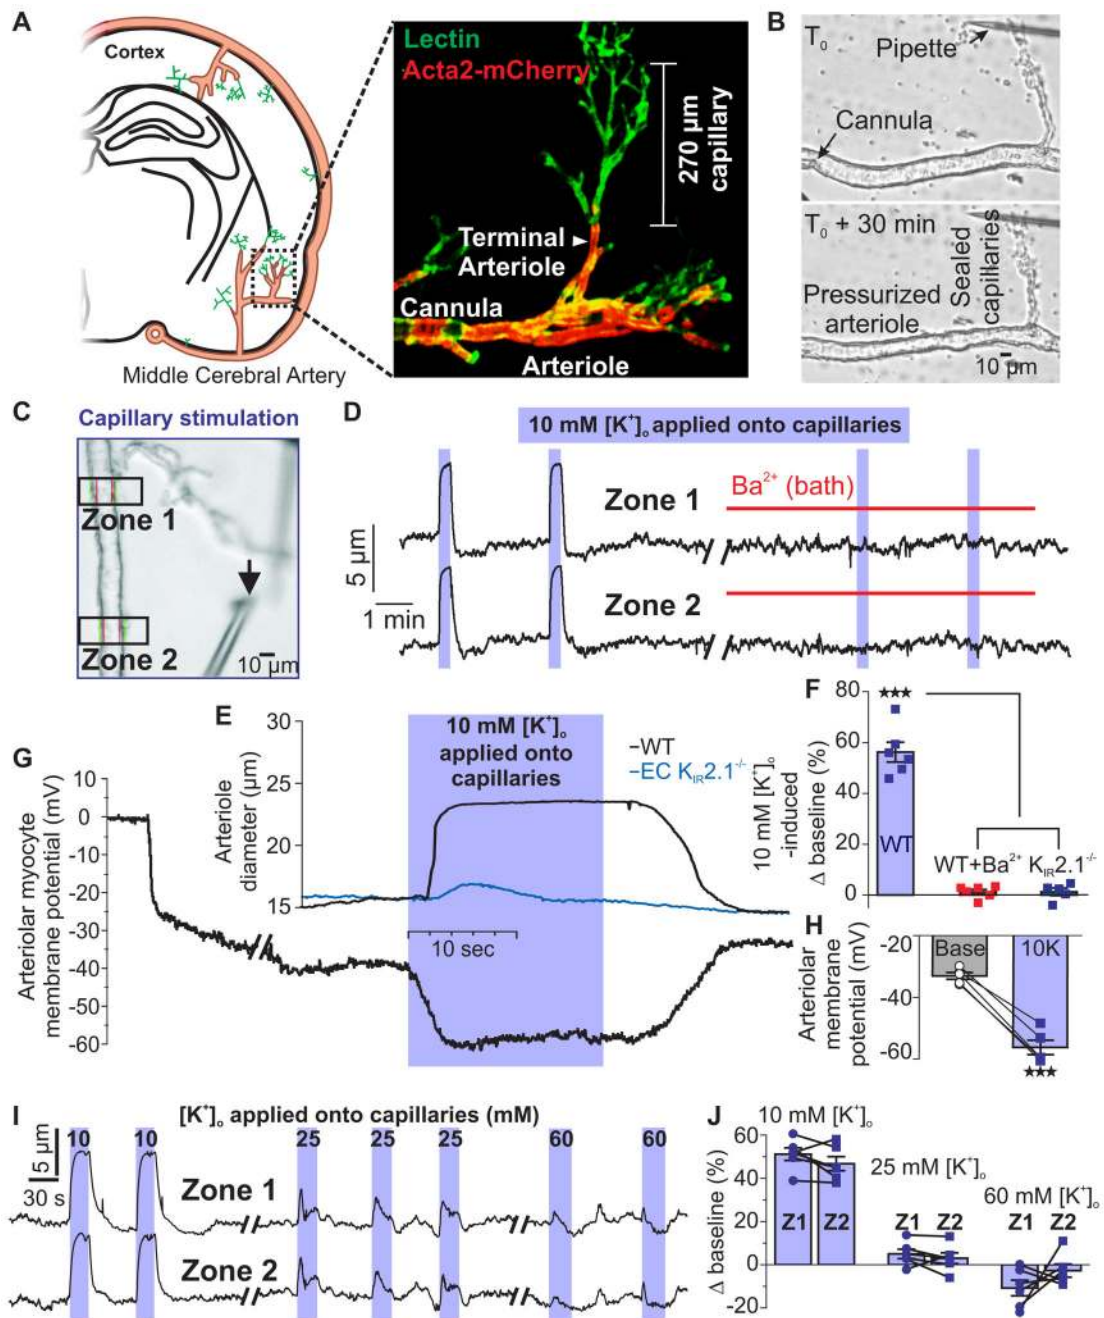 A
Cortex
Middle Cerebral Artery
Lectin
Acta2-mCherry
270 µm
capillary
Terminal
Arteriole
Cannula
Arteriole
B
T₀
Pipette
Cannula
T₀ + 30 min
Sealed
capillaries
Pressurized
arteriole
10 µm
C
Capillary stimulation
Zone 1
Zone 2
10 µm
D
10 mM [K⁺]ₒ applied onto capillaries
Zone 1
Ba²⁺ (bath)
5 µm
1 min
Zone 2
E
Arteriole
diameter (µm)
30
25
20
15
10 mM [K⁺]ₒ
applied onto
capillaries
–WT
–EC K_IR2.1⁻/⁻
10 sec
F
10 mM [K⁺]ₒ
-induced
Δ baseline (%)
80
60
40
20
0
★★★
WT
WT+Ba²⁺ K_IR2.1⁻/⁻
G
Arteriolar myocyte
membrane potential (mV)
10
0
-10
-20
-30
-40
-50
-60
H
Arteriolar
membrane
potential (mV)
-20
-40
-60
Base
10K
★★★
I
[K⁺]ₒ applied onto capillaries (mM)
10 10 25 25 25 60 60
5 µm
30 s
Zone 1
Zone 2
J
10 mM [K⁺]ₒ
25 mM [K⁺]ₒ
60 mM [K⁺]ₒ
Δ baseline (%)
60
40
20
0
-20
Z1 Z2
Z1 Z2
Z1 Z2